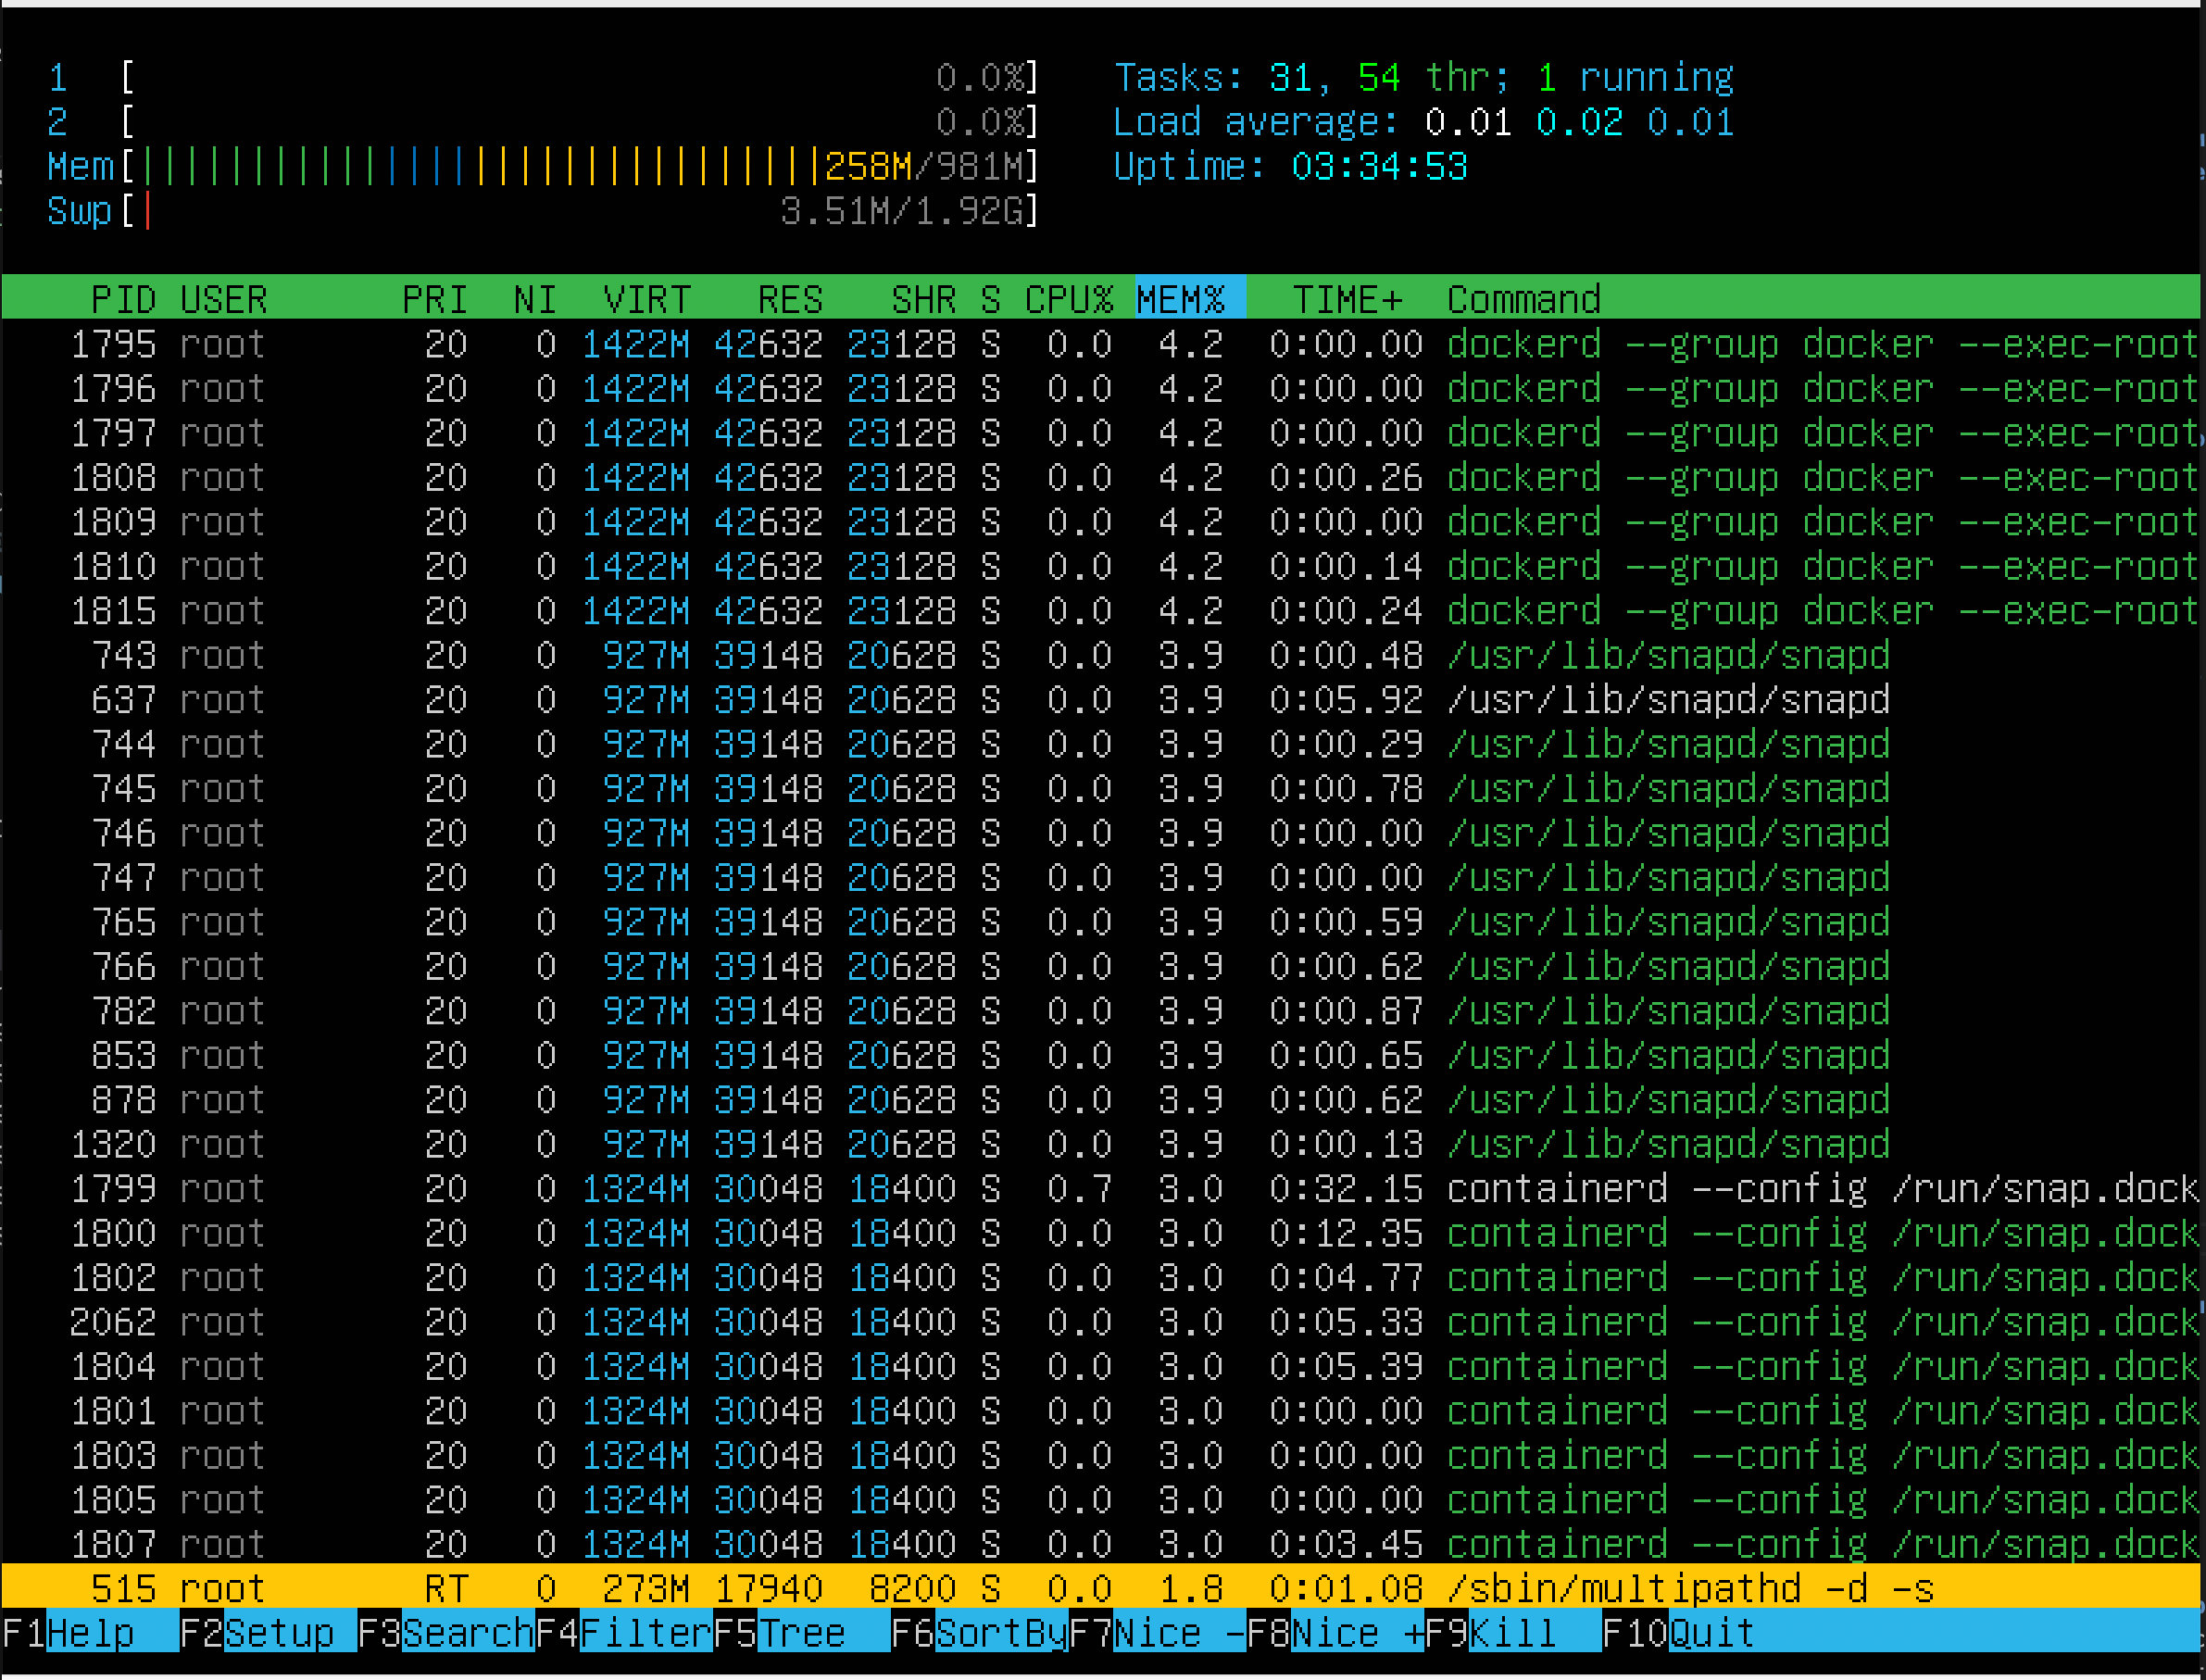 1 [ 0.0%] Tasks: 31, 54 thr; 1 running
2 [ 0.0%] Load average: 0.01 0.02 0.01
Mem[|||||||||||||||||||||||||||||||258M/981M] Uptime: 03:34:53
Swp[| 3.51M/1.92G]
PID USER PRI NI VIRT RES SHR S CPU% MEM% TIME+ Command
1795 root 20 0 1422M 42632 23128 S 0.0 4.2 0:00.00 dockerd --group docker --exec-root
1796 root 20 0 1422M 42632 23128 S 0.0 4.2 0:00.00 dockerd --group docker --exec-root
1797 root 20 0 1422M 42632 23128 S 0.0 4.2 0:00.00 dockerd --group docker --exec-root
1808 root 20 0 1422M 42632 23128 S 0.0 4.2 0:00.26 dockerd --group docker --exec-root
1809 root 20 0 1422M 42632 23128 S 0.0 4.2 0:00.00 dockerd --group docker --exec-root
1810 root 20 0 1422M 42632 23128 S 0.0 4.2 0:00.14 dockerd --group docker --exec-root
1815 root 20 0 1422M 42632 23128 S 0.0 4.2 0:00.24 dockerd --group docker --exec-root
743 root 20 0 927M 39148 20628 S 0.0 3.9 0:00.48 /usr/lib/snapd/snapd
637 root 20 0 927M 39148 20628 S 0.0 3.9 0:05.92 /usr/lib/snapd/snapd
744 root 20 0 927M 39148 20628 S 0.0 3.9 0:00.29 /usr/lib/snapd/snapd
745 root 20 0 927M 39148 20628 S 0.0 3.9 0:00.78 /usr/lib/snapd/snapd
746 root 20 0 927M 39148 20628 S 0.0 3.9 0:00.00 /usr/lib/snapd/snapd
747 root 20 0 927M 39148 20628 S 0.0 3.9 0:00.00 /usr/lib/snapd/snapd
765 root 20 0 927M 39148 20628 S 0.0 3.9 0:00.59 /usr/lib/snapd/snapd
766 root 20 0 927M 39148 20628 S 0.0 3.9 0:00.62 /usr/lib/snapd/snapd
782 root 20 0 927M 39148 20628 S 0.0 3.9 0:00.87 /usr/lib/snapd/snapd
853 root 20 0 927M 39148 20628 S 0.0 3.9 0:00.65 /usr/lib/snapd/snapd
878 root 20 0 927M 39148 20628 S 0.0 3.9 0:00.62 /usr/lib/snapd/snapd
1320 root 20 0 927M 39148 20628 S 0.0 3.9 0:00.13 /usr/lib/snapd/snapd
1799 root 20 0 1324M 30048 18400 S 0.7 3.0 0:32.15 containerd --config /run/snap.dock
1800 root 20 0 1324M 30048 18400 S 0.0 3.0 0:12.35 containerd --config /run/snap.dock
1802 root 20 0 1324M 30048 18400 S 0.0 3.0 0:04.77 containerd --config /run/snap.dock
2062 root 20 0 1324M 30048 18400 S 0.0 3.0 0:05.33 containerd --config /run/snap.dock
1804 root 20 0 1324M 30048 18400 S 0.0 3.0 0:05.39 containerd --config /run/snap.dock
1801 root 20 0 1324M 30048 18400 S 0.0 3.0 0:00.00 containerd --config /run/snap.dock
1803 root 20 0 1324M 30048 18400 S 0.0 3.0 0:00.00 containerd --config /run/snap.dock
1805 root 20 0 1324M 30048 18400 S 0.0 3.0 0:00.00 containerd --config /run/snap.dock
1807 root 20 0 1324M 30048 18400 S 0.0 3.0 0:03.45 containerd --config /run/snap.dock
515 root RT 0 273M 17940 8200 S 0.0 1.8 0:01.08 /sbin/multipathd -d -s
F1Help F2Setup F3SearchF4FilterF5Tree F6SortByF7Nice -F8Nice +F9Kill F10Quit